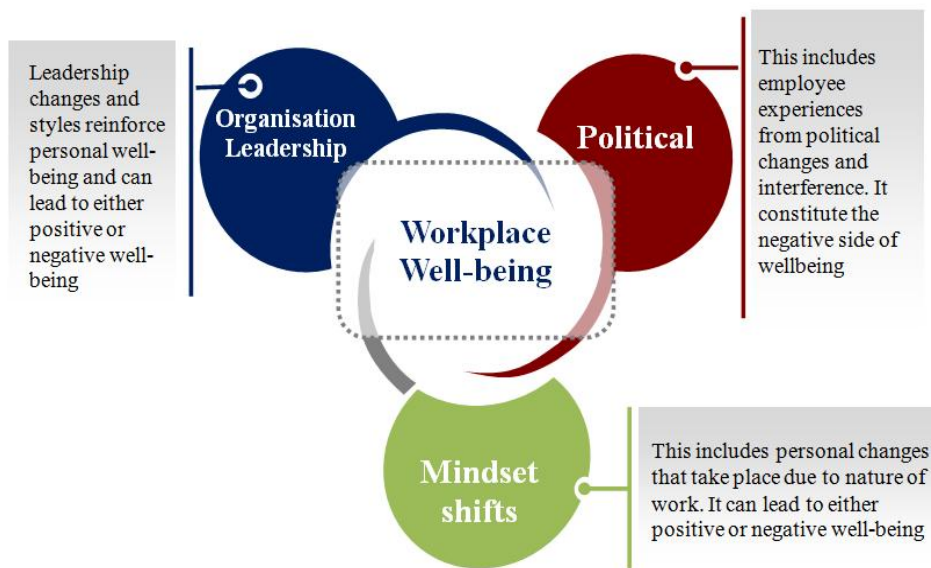 Leadership
changes and
styles reinforce
personal well-
being and can
lead to either
positive or
negative well-
being
Organisation
Leadership
Political
This includes
employee
experiences
from political
changes and
interference. It
constitute the
negative side of
wellbeing
Workplace
Well-being
Mindset
shifts
This includes personal changes
that take place due to nature of
work. It can lead to either
positive or negative well-being